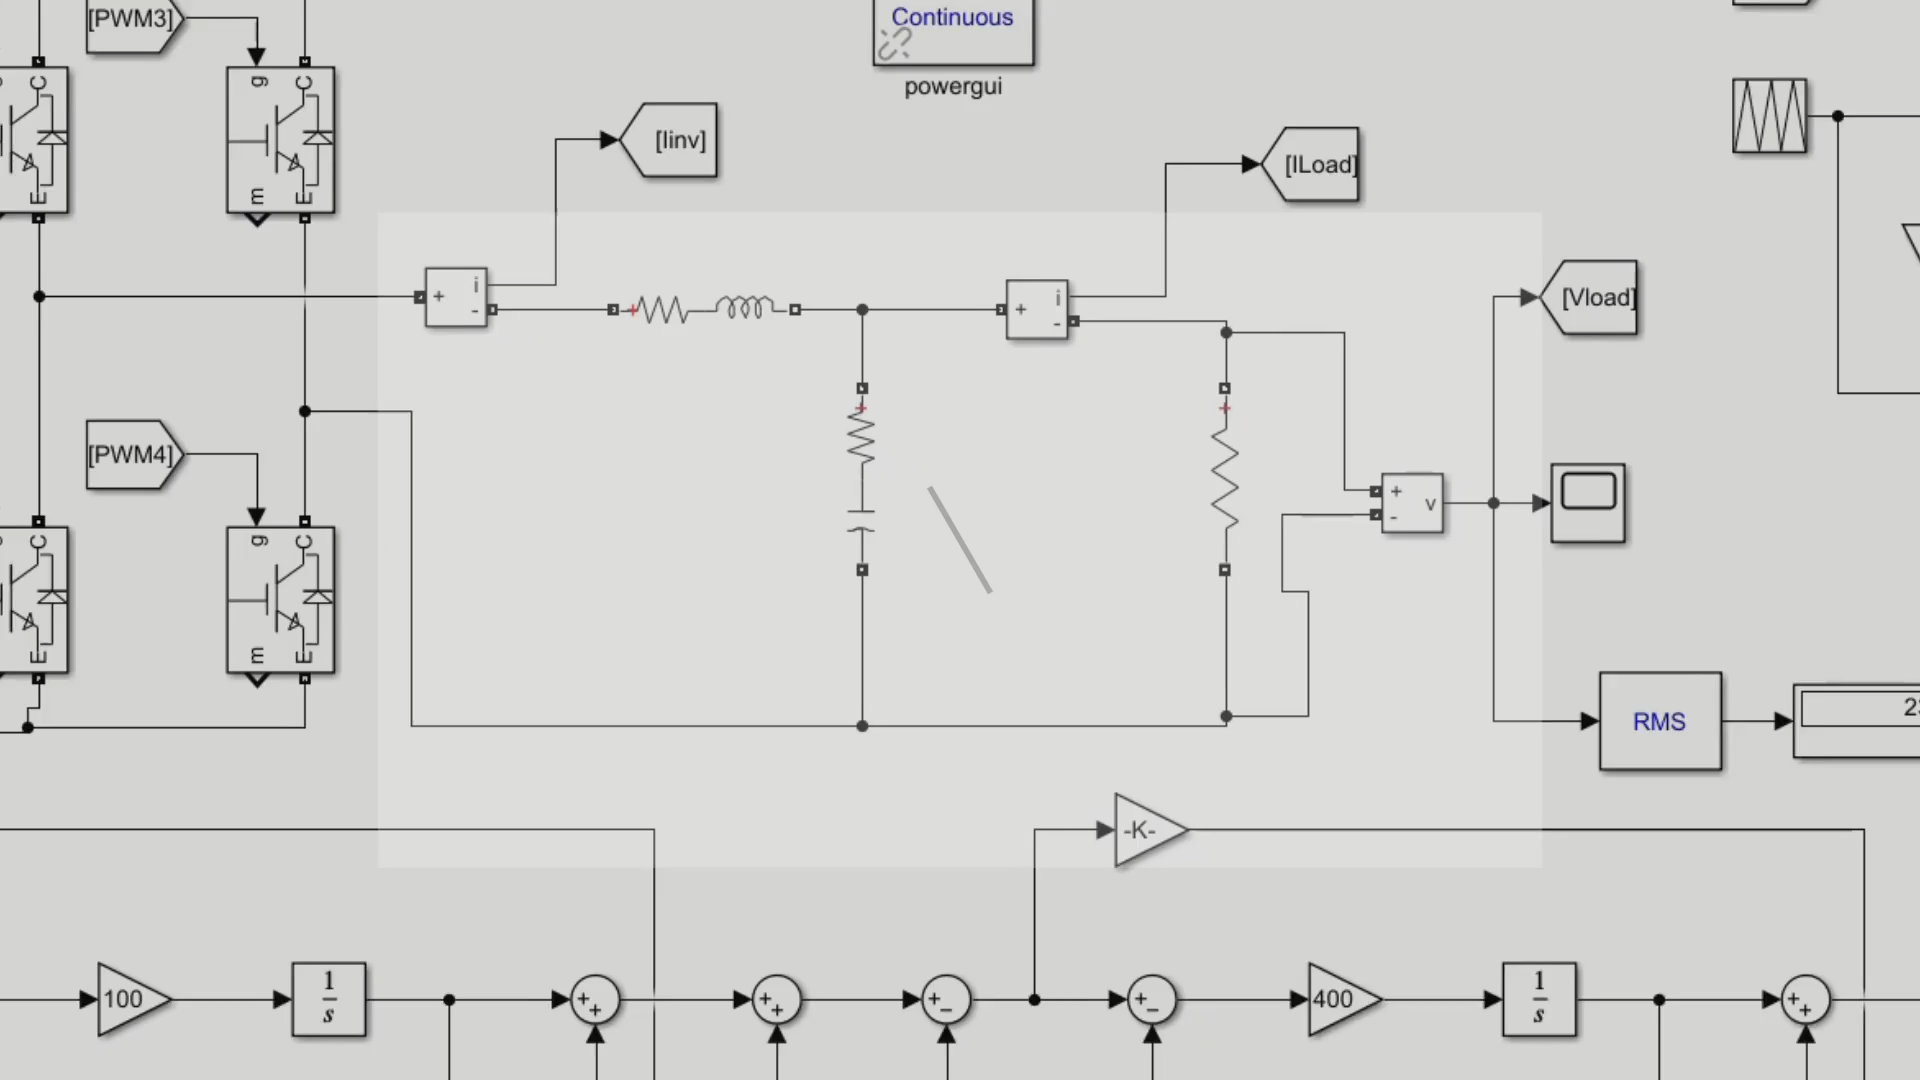 [PWM3]
Continuous
powergui
g
C
C
m
E
E
[Iinv]
[ILoad]
[Vload]
+
i
-
+
+
i
-
+
+
[PWM4]
+
-
v
g
C
C
m
E
E
RMS
-K-
100
1
s
+
+
+
+
+
-
+
-
400
1
s
+
+